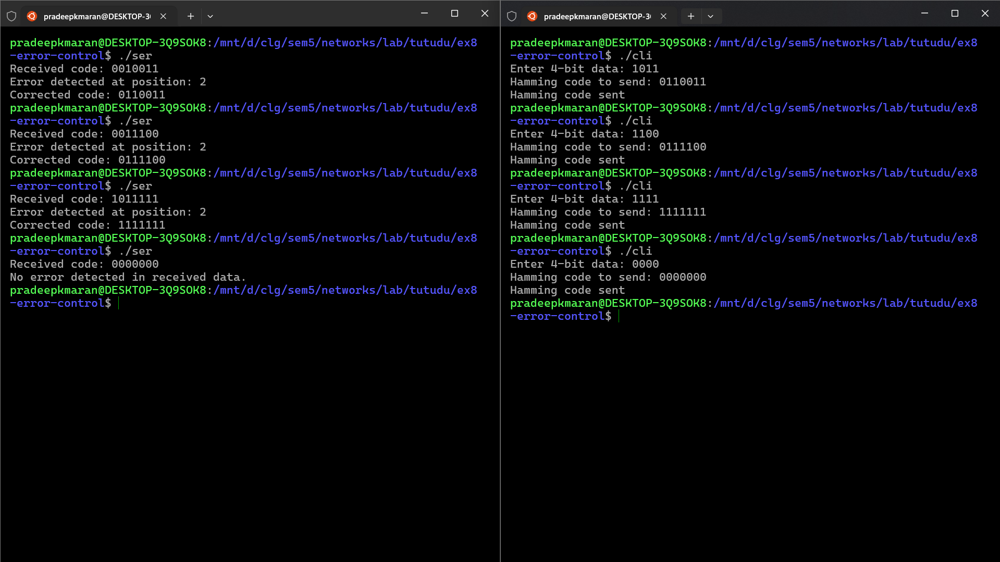 pradeepkmaran@DESKTOP-3
pradeepkmaran@DESKTOP-3Q9SOK8:/mnt/d/clg/sem5/networks/lab/tutudu/ex8
-error-control$ ./ser
Received code: 0010011
Error detected at position: 2
Corrected code: 0110011
pradeepkmaran@DESKTOP-3Q9SOK8:/mnt/d/clg/sem5/networks/lab/tutudu/ex8
-error-control$ ./ser
Received code: 0011100
Error detected at position: 2
Corrected code: 0111100
pradeepkmaran@DESKTOP-3Q9SOK8:/mnt/d/clg/sem5/networks/lab/tutudu/ex8
-error-control$ ./ser
Received code: 1011111
Error detected at position: 2
Corrected code: 1111111
pradeepkmaran@DESKTOP-3Q9SOK8:/mnt/d/clg/sem5/networks/lab/tutudu/ex8
-error-control$ ./ser
Received code: 0000000
No error detected in received data.
pradeepkmaran@DESKTOP-3Q9SOK8:/mnt/d/clg/sem5/networks/lab/tutudu/ex8
-error-control$
pradeepkmaran@DESKTOP-3
pradeepkmaran@DESKTOP-3Q9SOK8:/mnt/d/clg/sem5/networks/lab/tutudu/ex8
-error-control$ ./cli
Enter 4-bit data: 1011
Hamming code to send: 0110011
Hamming code sent
pradeepkmaran@DESKTOP-3Q9SOK8:/mnt/d/clg/sem5/networks/lab/tutudu/ex8
-error-control$ ./cli
Enter 4-bit data: 1100
Hamming code to send: 0111100
Hamming code sent
pradeepkmaran@DESKTOP-3Q9SOK8:/mnt/d/clg/sem5/networks/lab/tutudu/ex8
-error-control$ ./cli
Enter 4-bit data: 1111
Hamming code to send: 1111111
Hamming code sent
pradeepkmaran@DESKTOP-3Q9SOK8:/mnt/d/clg/sem5/networks/lab/tutudu/ex8
-error-control$ ./cli
Enter 4-bit data: 0000
Hamming code to send: 0000000
Hamming code sent
pradeepkmaran@DESKTOP-3Q9SOK8:/mnt/d/clg/sem5/networks/lab/tutudu/ex8
-error-control$